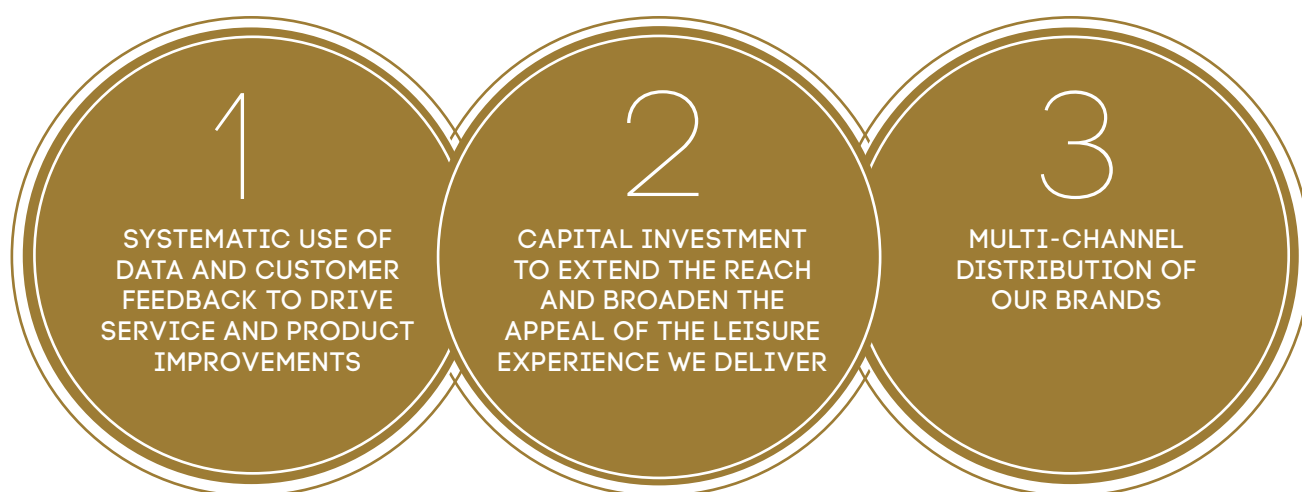 1
SYSTEMATIC USE OF
DATA AND CUSTOMER
FEEDBACK TO DRIVE
SERVICE AND PRODUCT
IMPROVEMENTS
2
CAPITAL INVESTMENT
TO EXTEND THE REACH
AND BROADEN THE
APPEAL OF THE LEISURE
EXPERIENCE WE DELIVER
3
MULTI-CHANNEL
DISTRIBUTION OF
OUR BRANDS